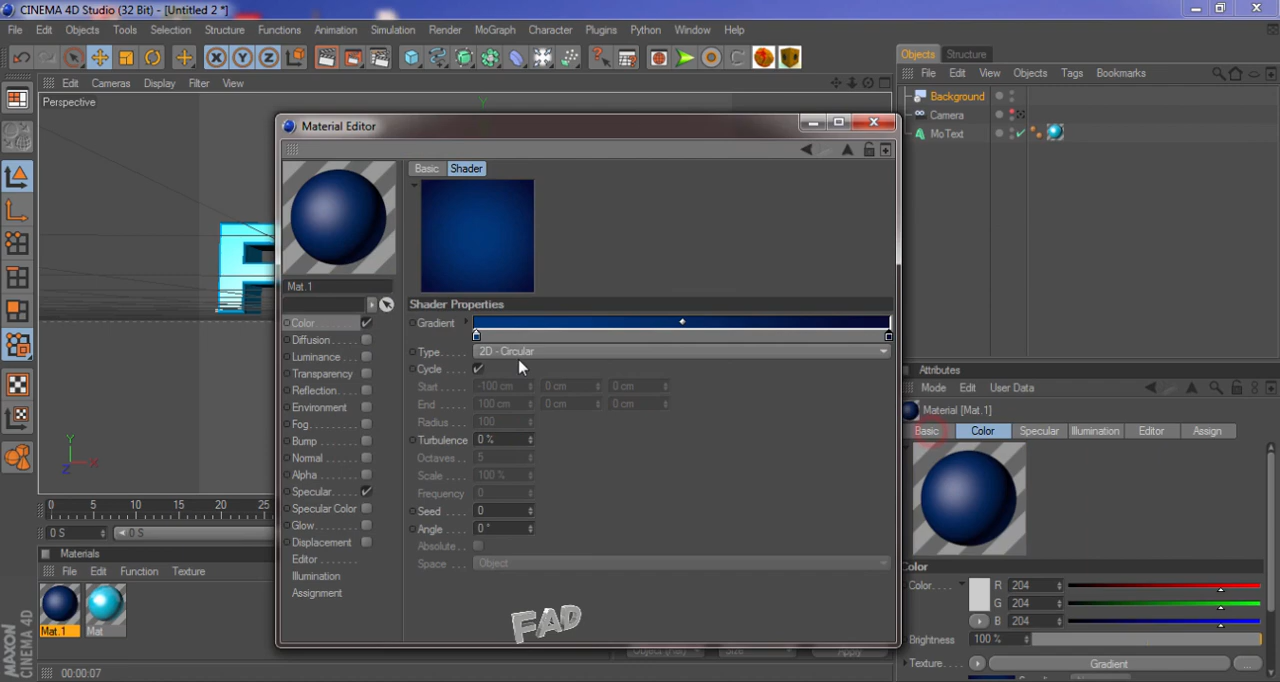 CINEMA 4D Studio (32 Bit) - [Untitled 2 *]
File Edit Objects Tools Selection Structure Functions Animation Simulation Render MoGraph Character Plugins Python Window Help
Objects Structure
Edit Cameras Display Filter View
File Edit View Objects Tags Bookmarks
Perspective
Y
Background
Camera
MoText
Material Editor
Basic Shader
Mat.1
Shader Properties
Color
Gradient
Diffusion
Luminance
Type 2D - Circular
Transparency
Cycle
Reflection
Start -100 cm 0 cm 0 cm
Environment
End 100 cm 0 cm 0 cm
Fog
Radius 100
Bump
Turbulence 0 %
Normal
Octaves 5
Alpha
Scale 100 %
Specular
Frequency 0
Specular Color
Seed 0
Glow
Angle 0 °
Displacement
Absolute
Editor
Space Object
Illumination
Assignment
FAD
F
Y
Z X
0 5 10 15 20 25
0 S 0 S
Materials
File Edit Function Texture
Mat.1 Mat
MAXON
CINEMA 4D
00:00:07
Object (Rel) Size Apply
Attributes
Mode Edit User Data
Material [Mat.1]
Basic Color Specular Illumination Editor Assign
Color
Color R 204
G 204
B 204
Brightness 100 %
Texture Gradient ...